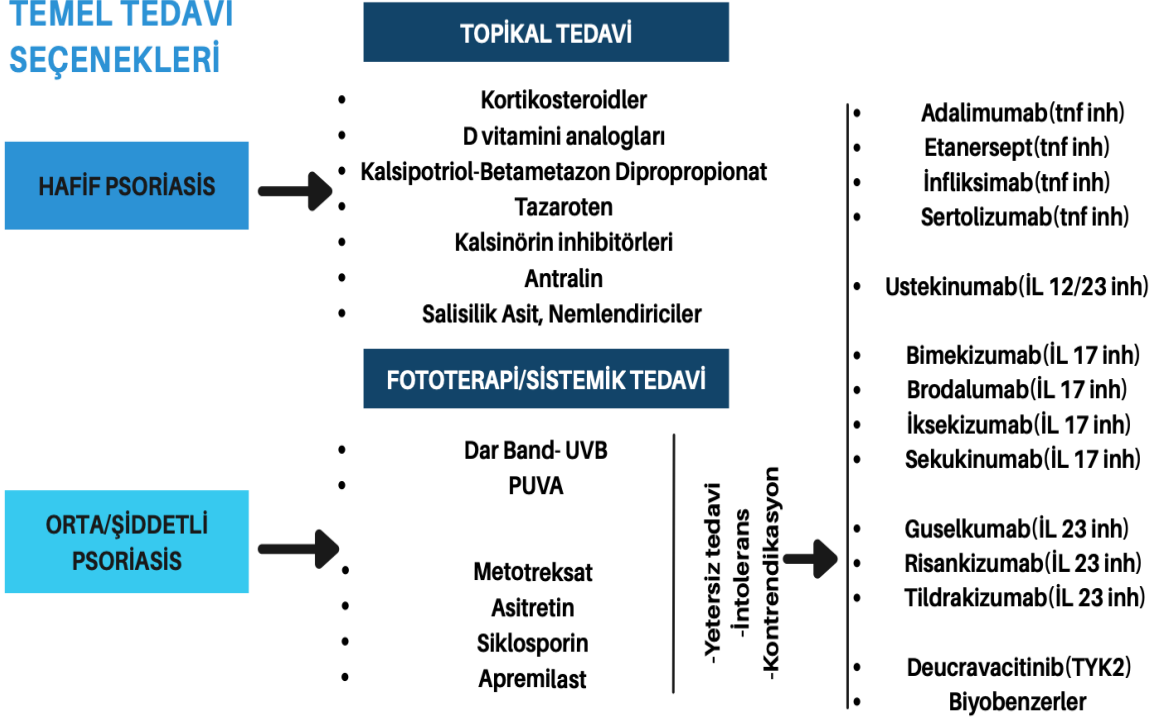 TEMEL TEDAVİ
SEÇENEKLERİ
HAFİF PSORİASİS
TOPİKAL TEDAVİ
• Kortikosteroidler
• D vitamini analogları
• Kalsipotriol-Betametazon Dipropropionat
• Tazaroten
• Kalsinörin inhibitörleri
• Antralin
• Salisilik Asit, Nemlendiriciler
ORTA/ŞİDDETLİ
PSORİASİS
FOTOTERAPİ/SİSTEMİK TEDAVİ
• Dar Band- UVB
• PUVA
• Metotreksat
• Asitretin
• Siklosporin
• Apremilast
-Yetersiz tedavi
-İntolerans
-Kontrendikasyon
• Adalimumab(tnf inh)
• Etanersept(tnf inh)
• İnfliksimab(tnf inh)
• Sertolizumab(tnf inh)
• Ustekinumab(İL 12/23 inh)
• Bimekizumab(İL 17 inh)
• Brodalumab(İL 17 inh)
• İksekizumab(İL 17 inh)
• Sekukinumab(İL 17 inh)
• Guselkumab(İL 23 inh)
• Risankizumab(İL 23 inh)
• Tildrakizumab(İL 23 inh)
• Deucravacitinib(TYK2)
• Biyobenzerler